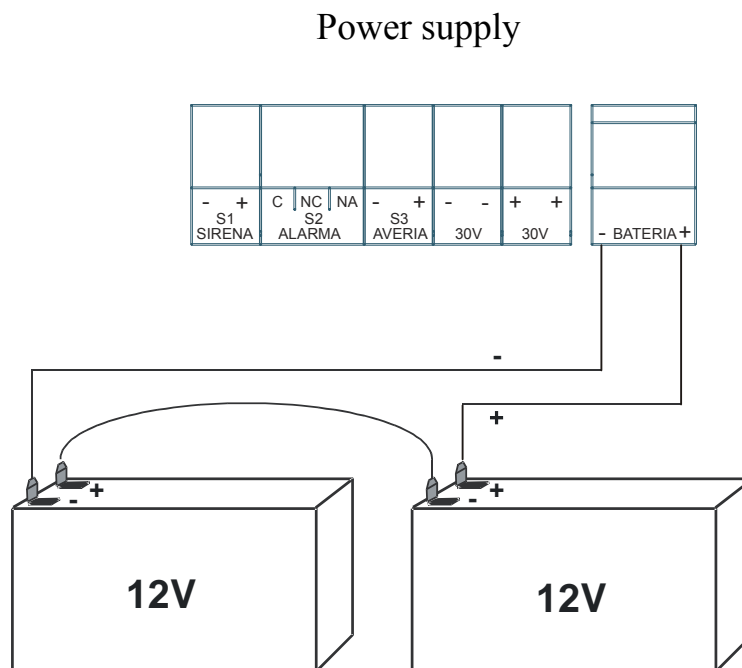 Power supply
- + C NC NA - + - - + +
S1 S2 S3
SIRENA ALARMA AVERIA 30V 30V - BATERIA +
-
+
+ +
- -
12V 12V